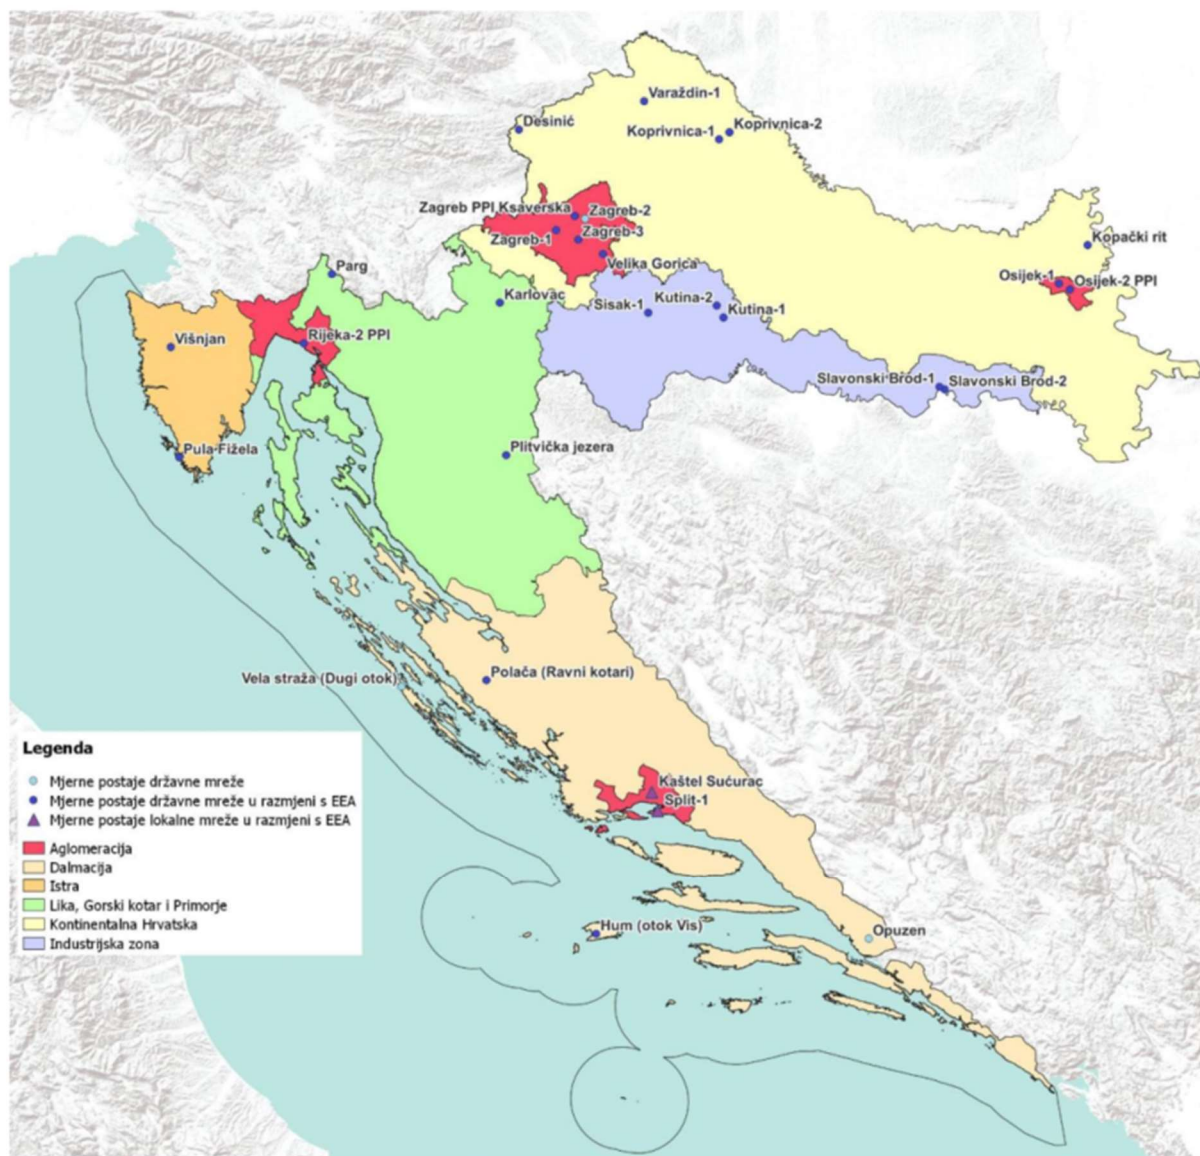 Varaždin-1
Desinić
Koprivnica-2
Koprivnica-1
Zagreb PPI Ksaverska
Zagreb-2
Zagreb-1
Zagreb-3
Kopački rit
Velika Gorica
Parg
Osijek-1
Osijek-2 PPI
Karlovac
Sisak-1
Kutina-2
Kutina-1
Rijeka-2 PPI
Višnjan
Slavonski Brod-1
Slavonski Brod-2
Pula Fižela
Plitvička jezera
Polača (Ravni kotari)
Vela straža (Dugi otok)
Legenda
Mjerne postaje državne mreže
Mjerne postaje državne mreže u razmjeni s EEA
Mjerne postaje lokalne mreže u razmjeni s EEA
Aglomeracija
Dalmacija
Istra
Lika, Gorski kotar i Primorje
Kontinentalna Hrvatska
Industrijska zona
Kaštel Sućurac
Split-1
Hum (otok Vis)
Opuzen